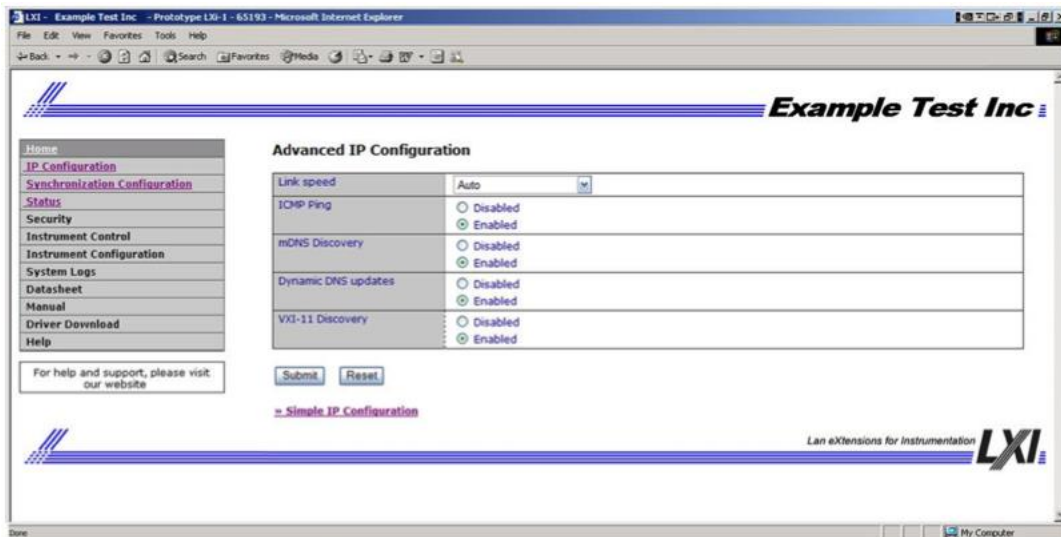 LXI - Example Test Inc - Prototype LXi-1 - 65193 - Microsoft Internet Explorer
File Edit View Favorites Tools Help
Back Search Favorites Media
Example Test Inc
Home
IP Configuration
Synchronization Configuration
Status
Security
Instrument Control
Instrument Configuration
System Logs
Datasheet
Manual
Driver Download
Help
For help and support, please visit
our website
Advanced IP Configuration
Link speed Auto
ICMP Ping Disabled
Enabled
mDNS Discovery Disabled
Enabled
Dynamic DNS updates Disabled
Enabled
VXI-11 Discovery Disabled
Enabled
Submit Reset
» Simple IP Configuration
Lan eXtensions for Instrumentation LXI
Done My Computer